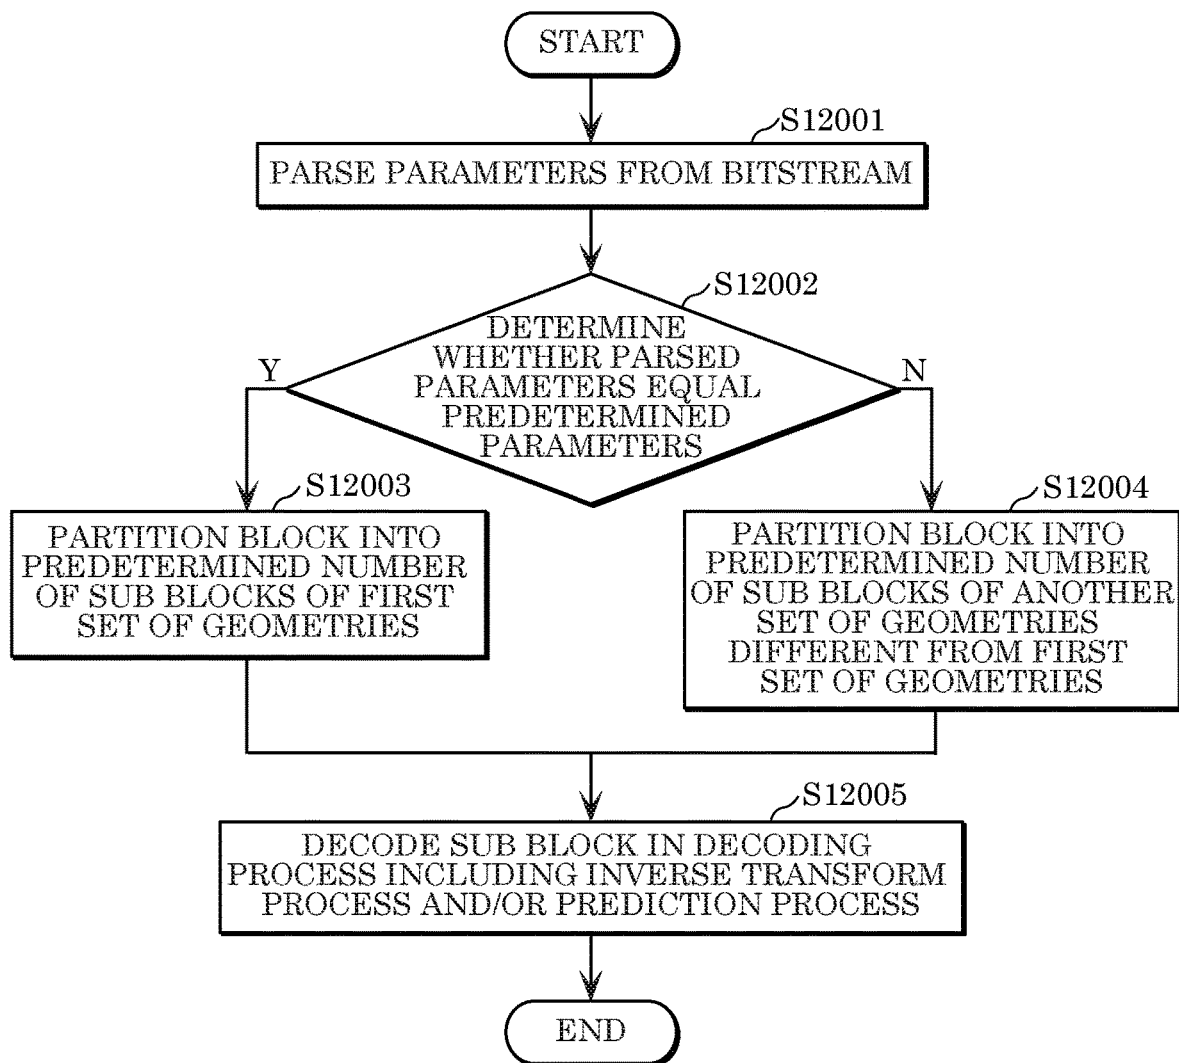 START
S12001
PARSE PARAMETERS FROM BITSTREAM
S12002
DETERMINE
WHETHER PARSED
PARAMETERS EQUAL
PREDETERMINED
PARAMETERS
Y
N
S12003
PARTITION BLOCK INTO
PREDETERMINED NUMBER
OF SUB BLOCKS OF FIRST
SET OF GEOMETRIES
S12004
PARTITION BLOCK INTO
PREDETERMINED NUMBER
OF SUB BLOCKS OF ANOTHER
SET OF GEOMETRIES
DIFFERENT FROM FIRST
SET OF GEOMETRIES
S12005
DECODE SUB BLOCK IN DECODING
PROCESS INCLUDING INVERSE TRANSFORM
PROCESS AND/OR PREDICTION PROCESS
END